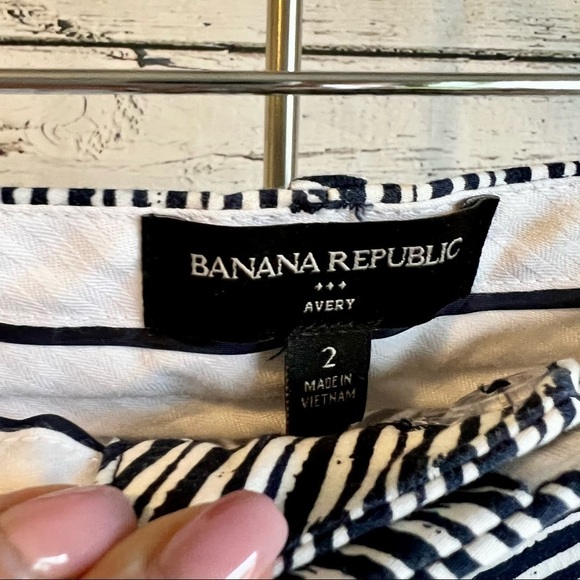 BANANA REPUBLIC
AVERY
2
MADE IN
VIETNAM